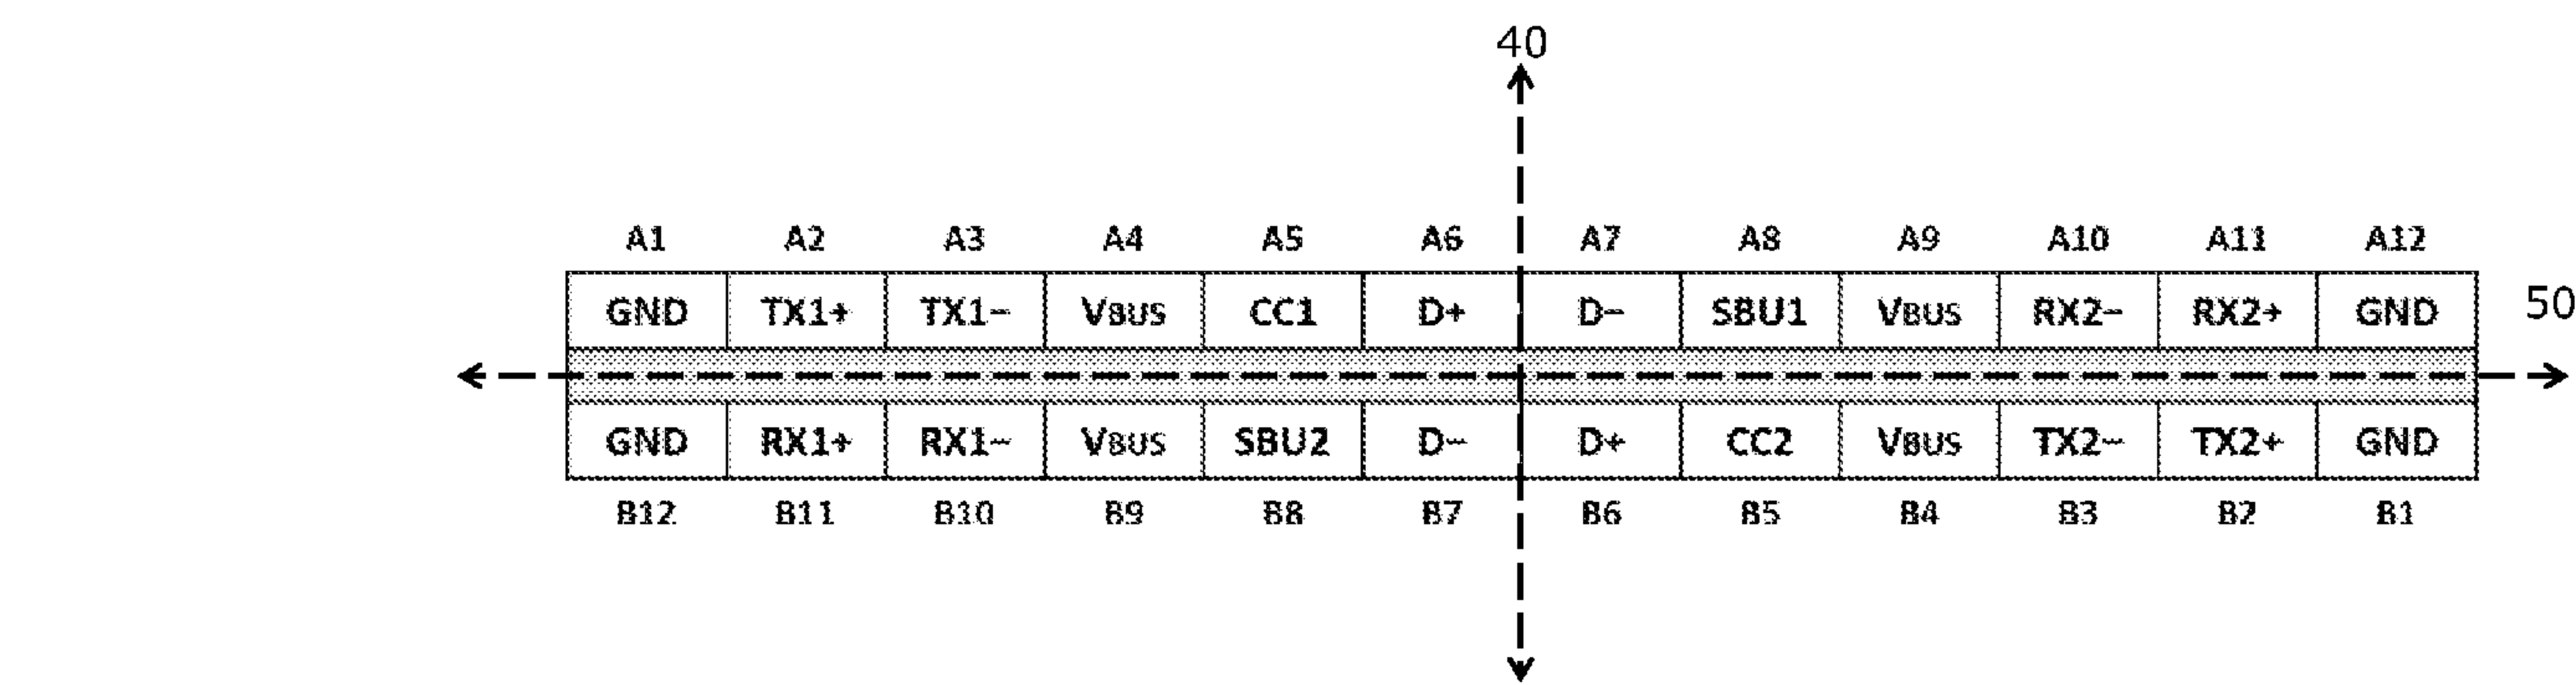 40
A1 A2 A3 A4 A5 A6 A7 A8 A9 A10 A11 A12
GND TX1+ TX1− VBUS CC1 D+ D− SBU1 VBUS RX2− RX2+ GND
50
GND RX1+ RX1− VBUS SBU2 D− D+ CC2 VBUS TX2− TX2+ GND
B12 B11 B10 B9 B8 B7 B6 B5 B4 B3 B2 B1